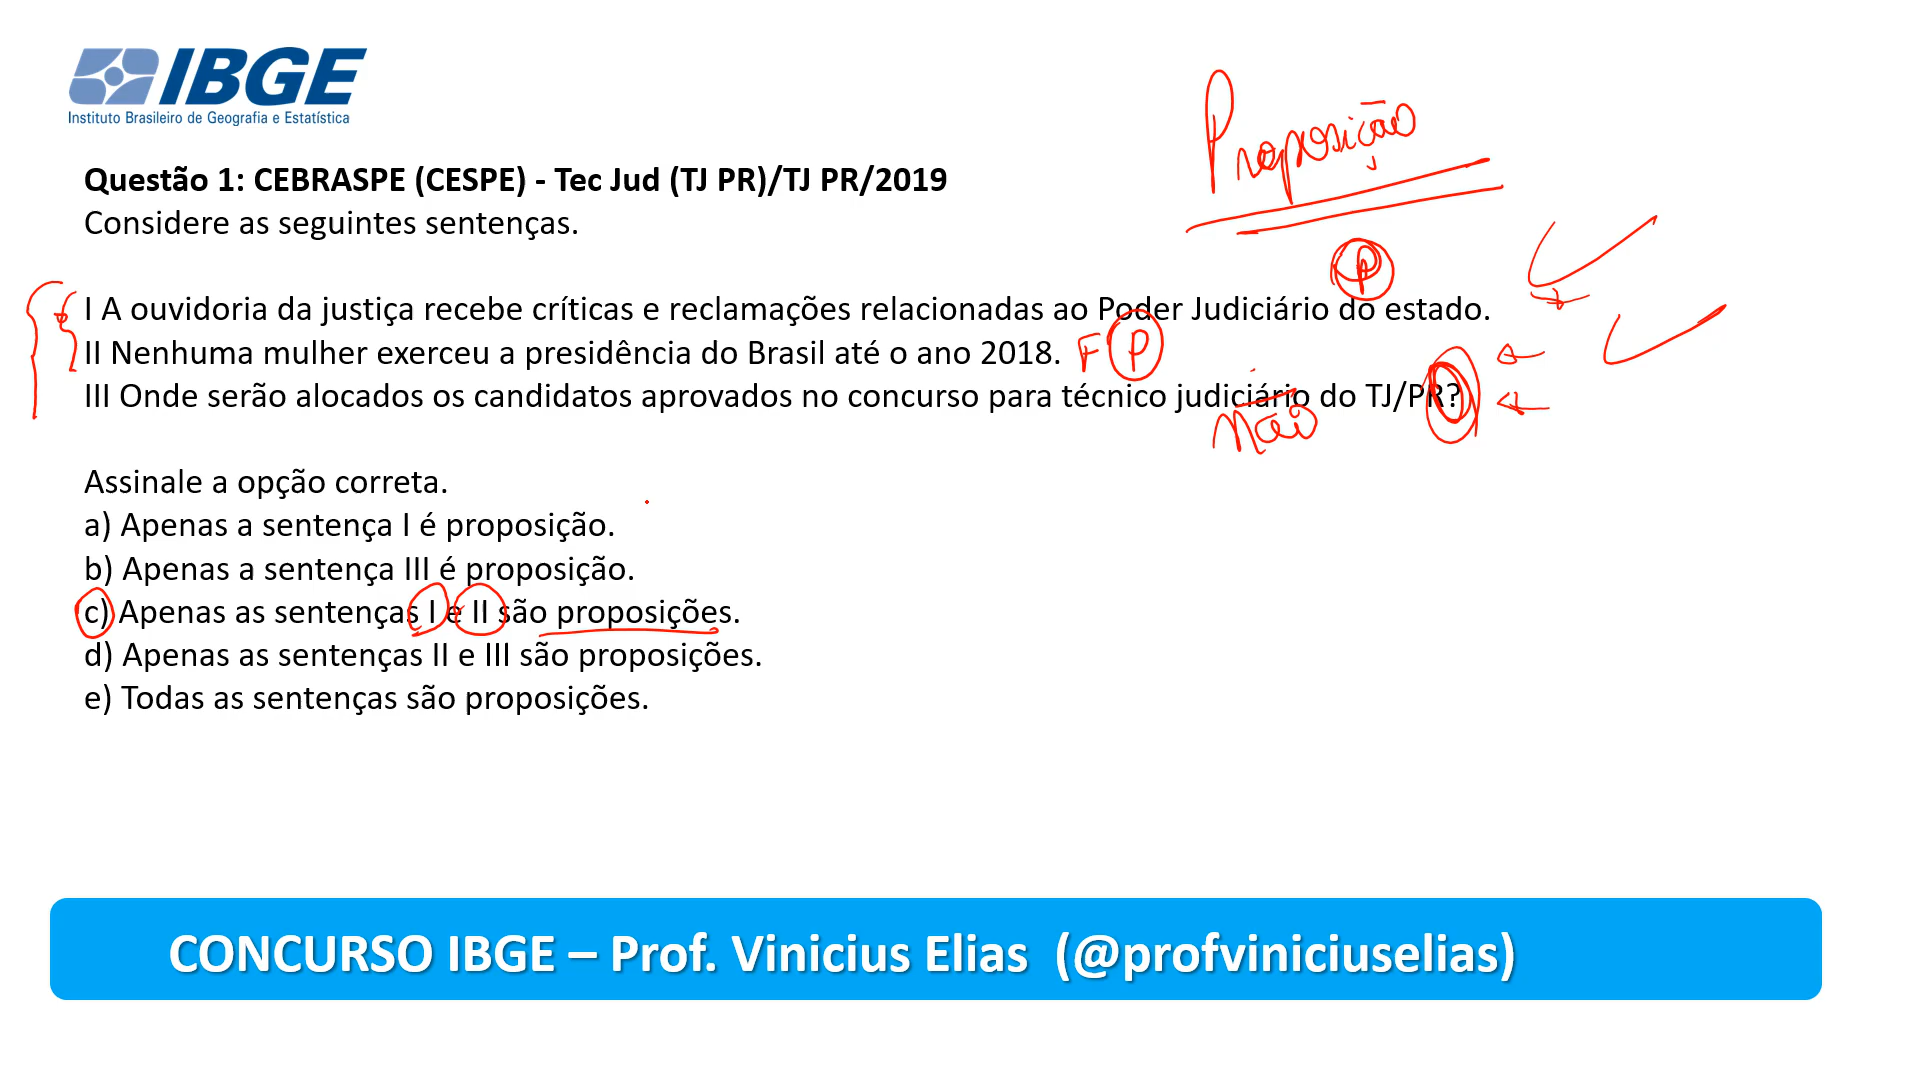 IBGE
Instituto Brasileiro de Geografia e Estatística
Proposição
Questão 1: CEBRASPE (CESPE) - Tec Jud (TJ PR)/TJ PR/2019
Considere as seguintes sentenças.
P
I A ouvidoria da justiça recebe críticas e reclamações relacionadas ao Poder Judiciário do estado.
II Nenhuma mulher exerceu a presidência do Brasil até o ano 2018. F P
III Onde serão alocados os candidatos aprovados no concurso para técnico judiciário do TJ/PR?
Não
Assinale a opção correta.
a) Apenas a sentença I é proposição.
b) Apenas a sentença III é proposição.
c) Apenas as sentenças I e II são proposições.
d) Apenas as sentenças II e III são proposições.
e) Todas as sentenças são proposições.
CONCURSO IBGE – Prof. Vinicius Elias (@profviniciuselias)